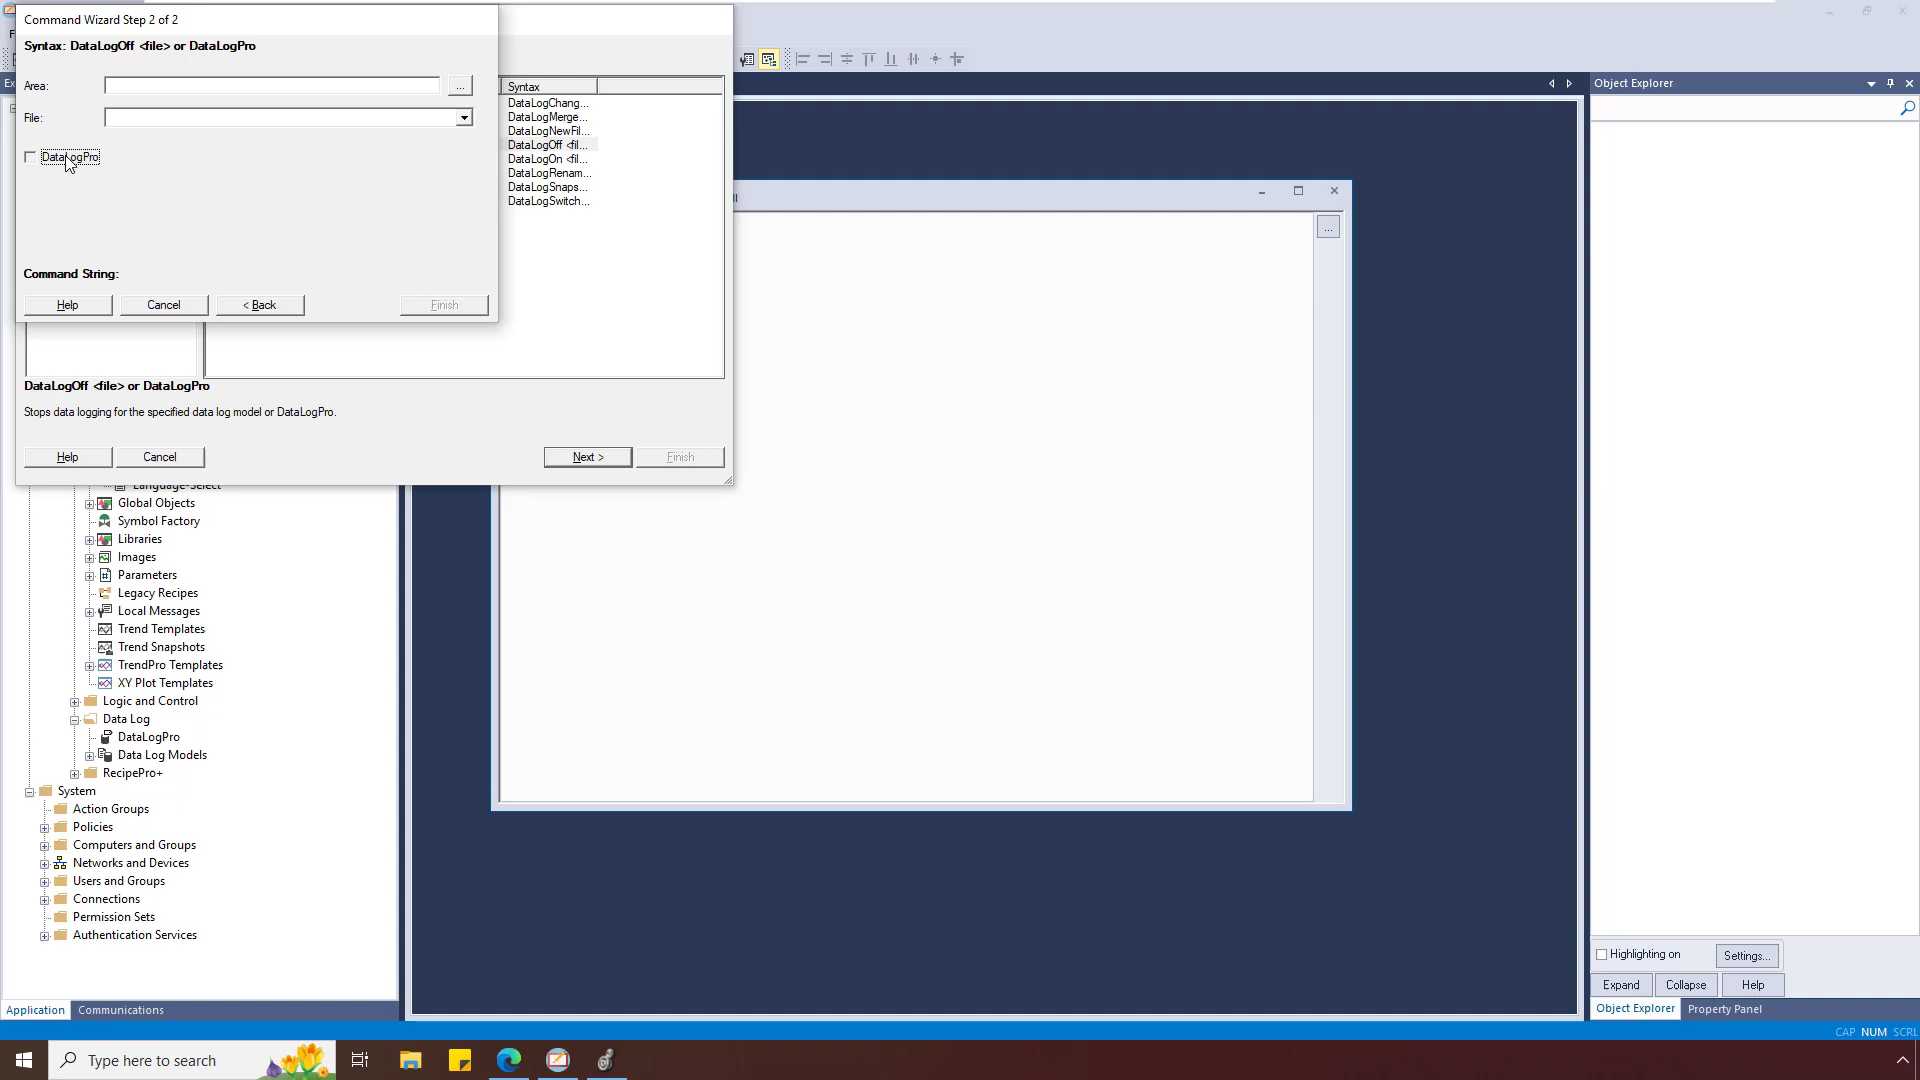 Command Wizard Step 2 of 2
Syntax: DataLogOff <file> or DataLogPro
Area:
...
File:
DataLogPro
Command String:
Help
Cancel
< Back
Finish
Syntax
DataLogChang...
DataLogMerge...
DataLogNewFil...
DataLogOff <fil...
DataLogOn <fil...
DataLogRenam...
DataLogSnaps...
DataLogSwitch...
DataLogOff <file> or DataLogPro
Stops data logging for the specified data log model or DataLogPro.
Help
Cancel
Next >
Finish
...
Language-Select
Global Objects
Symbol Factory
Libraries
Images
Parameters
Legacy Recipes
Local Messages
Trend Templates
Trend Snapshots
TrendPro Templates
XY Plot Templates
Logic and Control
Data Log
DataLogPro
Data Log Models
RecipePro+
System
Action Groups
Policies
Computers and Groups
Networks and Devices
Users and Groups
Connections
Permission Sets
Authentication Services
Application
Communications
Object Explorer
Highlighting on
Settings...
Expand
Collapse
Help
Object Explorer
Property Panel
CAP NUM SCRL
Type here to search